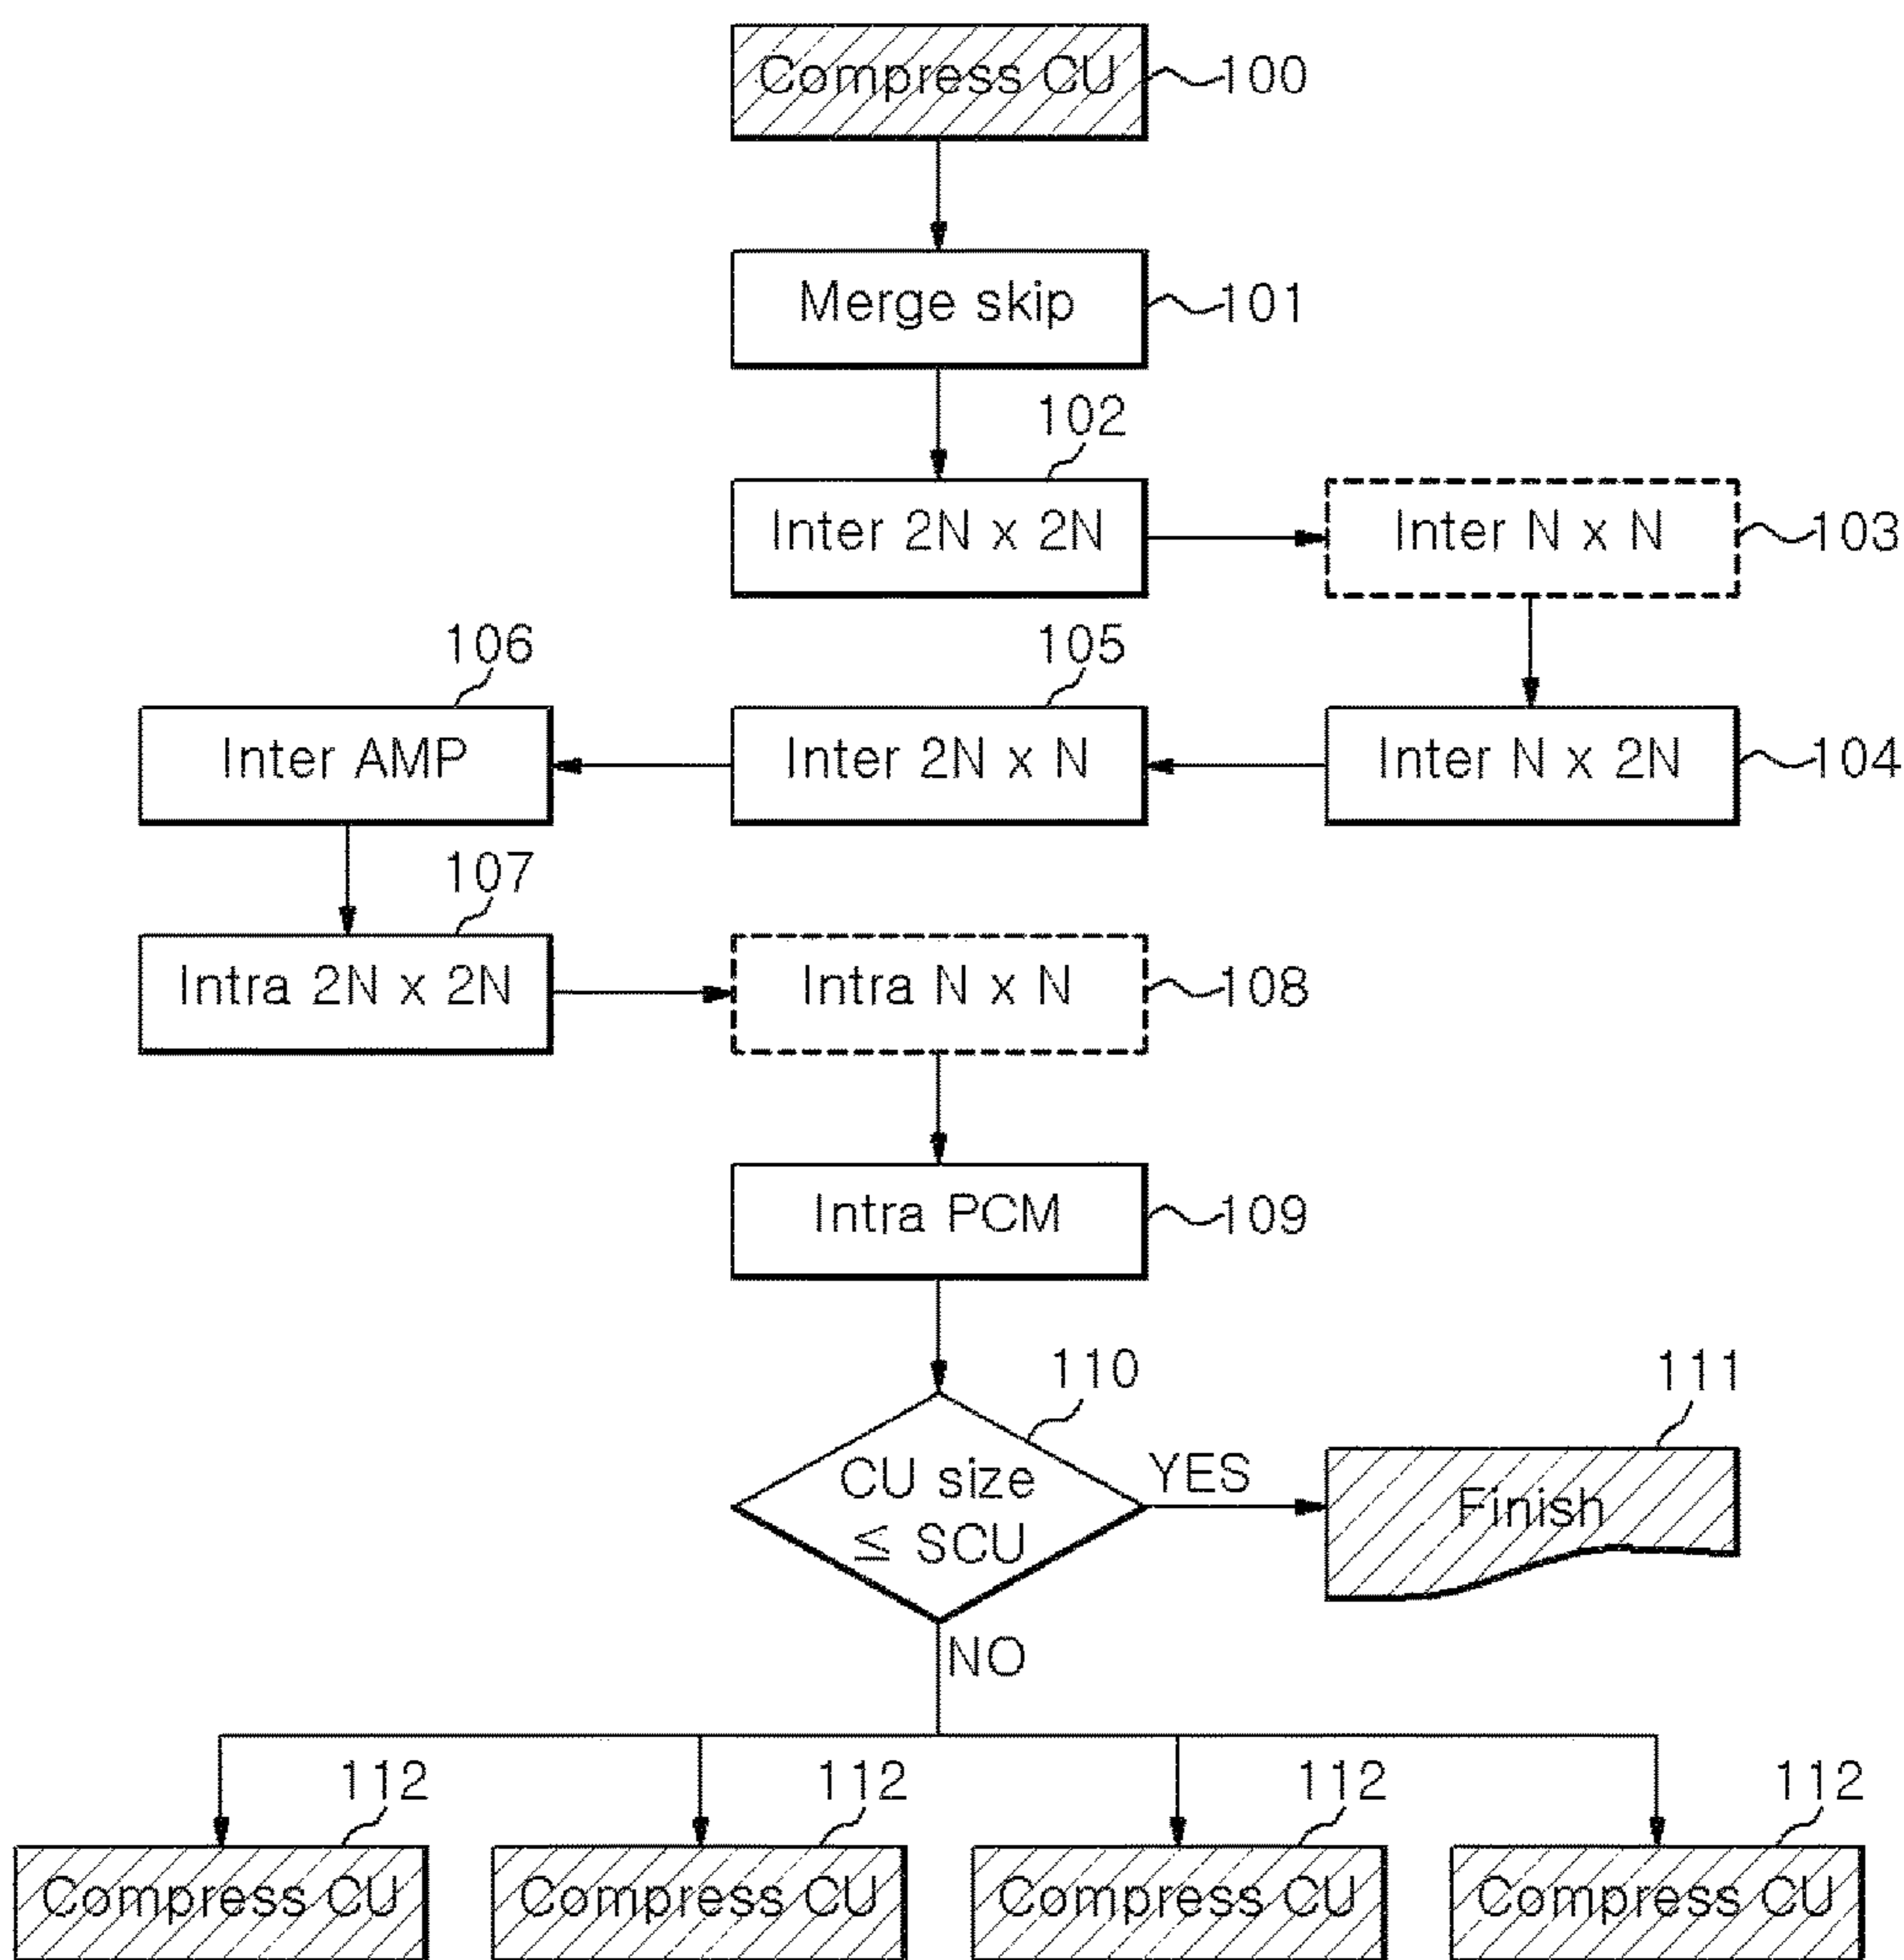 Compress CU 100
Merge skip 101
102
Inter 2N x 2N
Inter N x N 103
106
105
Inter AMP
Inter 2N x N
Inter N x 2N 104
107
Intra 2N x 2N
Intra N x N 108
Intra PCM 109
110
111
CU size
≤ SCU
YES
Finish
NO
112
112
112
112
Compress CU
Compress CU
Compress CU
Compress CU